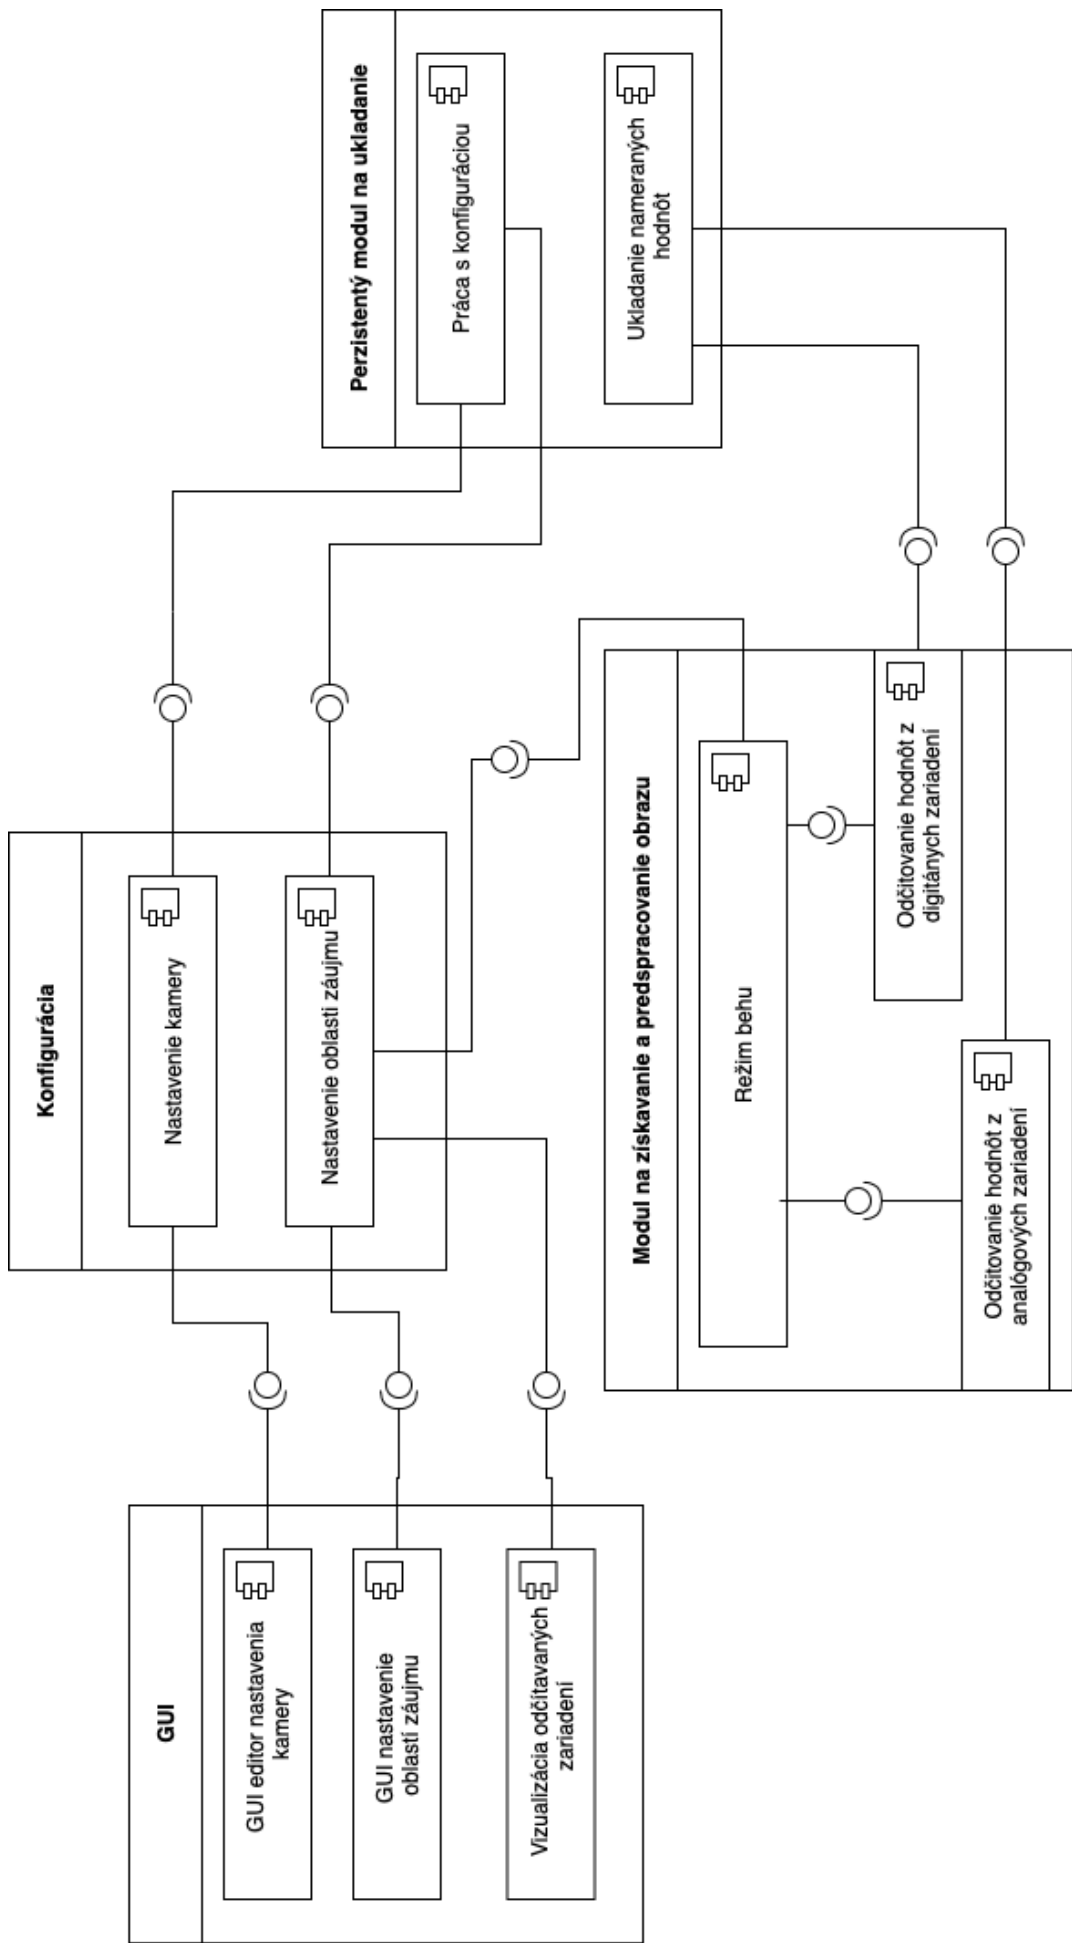 GUI
GUI editor nastavenia
kamery
GUI nastavenie
oblastí záujmu
Vizualizácia odčítavaných
zariadení
Konfigurácia
Nastavenie kamery
Nastavenie oblasti záujmu
Modul na získavanie a predspracovanie obrazu
Režim behu
Odčitovanie hodnôt z
analógových zariadení
Odčitovanie hodnôt z
digitáných zariadení
Perzistentý modul na ukladanie
Práca s konfiguráciou
Ukladanie nameraných
hodnôt